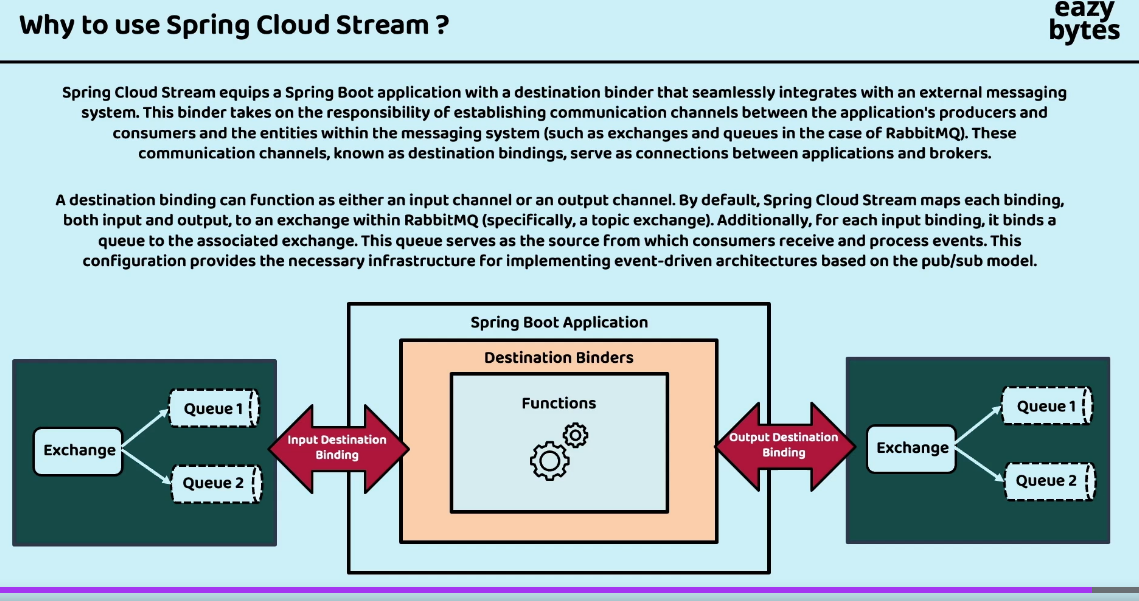 Why to use Spring Cloud Stream ?
eazy
bytes
Spring Cloud Stream equips a Spring Boot application with a destination binder that seamlessly integrates with an external messaging
system. This binder takes on the responsibility of establishing communication channels between the application's producers and
consumers and the entities within the messaging system (such as exchanges and queues in the case of RabbitMQ). These
communication channels, known as destination bindings, serve as connections between applications and brokers.
A destination binding can function as either an input channel or an output channel. By default, Spring Cloud Stream maps each binding,
both input and output, to an exchange within RabbitMQ (specifically, a topic exchange). Additionally, for each input binding, it binds a
queue to the associated exchange. This queue serves as the source from which consumers receive and process events. This
configuration provides the necessary infrastructure for implementing event-driven architectures based on the pub/sub model.
Spring Boot Application
Destination Binders
Functions
Exchange
Queue 1
Queue 2
Input Destination
Binding
Output Destination
Binding
Exchange
Queue 1
Queue 2